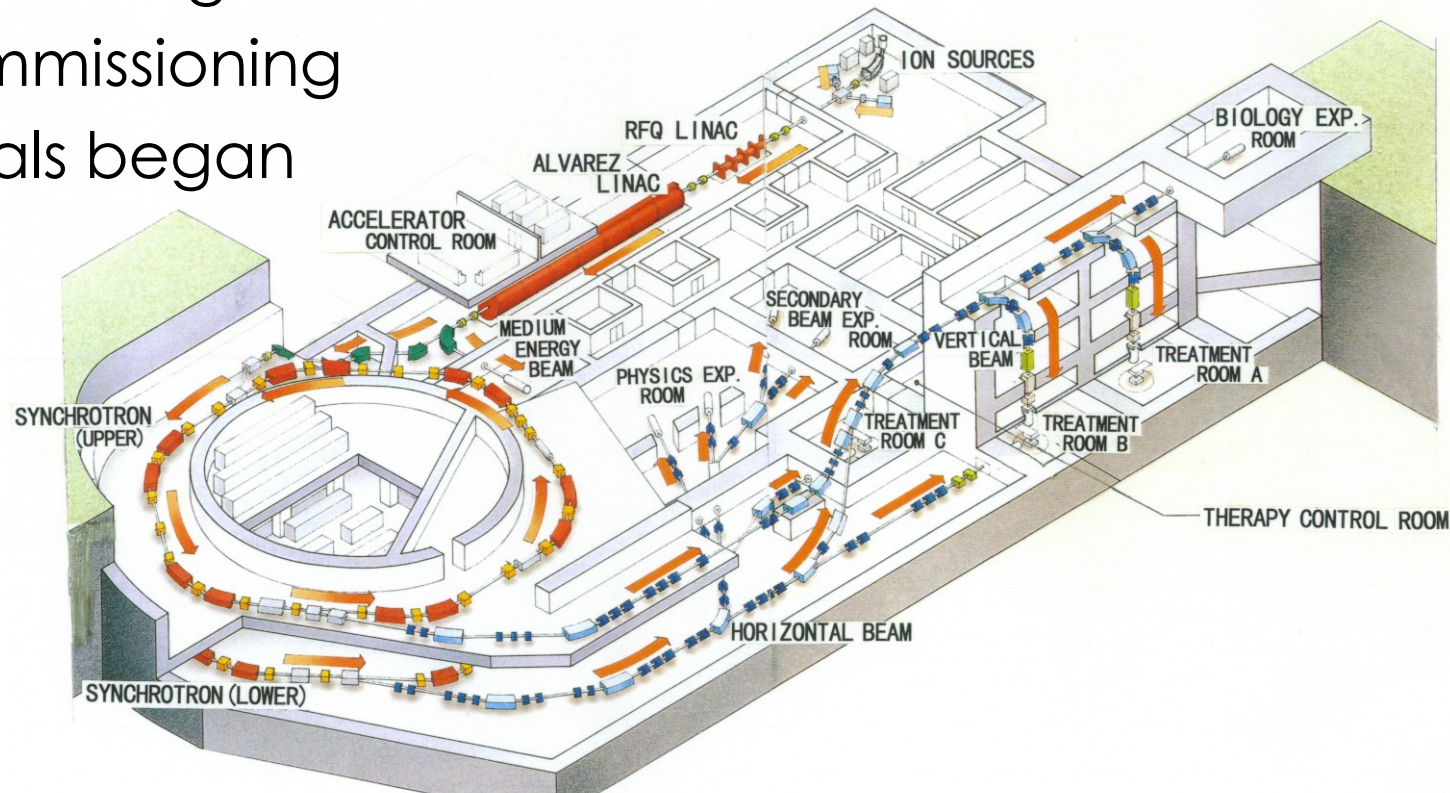 mmissioning
als began
ION SOURCES
RFQ LINAC
BIOLOGY EXP.
ROOM
ALVAREZ
LINAC
ACCELERATOR
CONTROL ROOM
SECONDARY
BEAM EXP.
ROOM
MEDIUM
ENERGY
BEAM
VERTICAL
BEAM
TREATMENT
ROOM A
PHYSICS EXP.
ROOM
SYNCHROTRON
(UPPER)
TREATMENT
ROOM C
TREATMENT
ROOM B
THERAPY CONTROL ROOM
HORIZONTAL BEAM
SYNCHROTRON (LOWER)